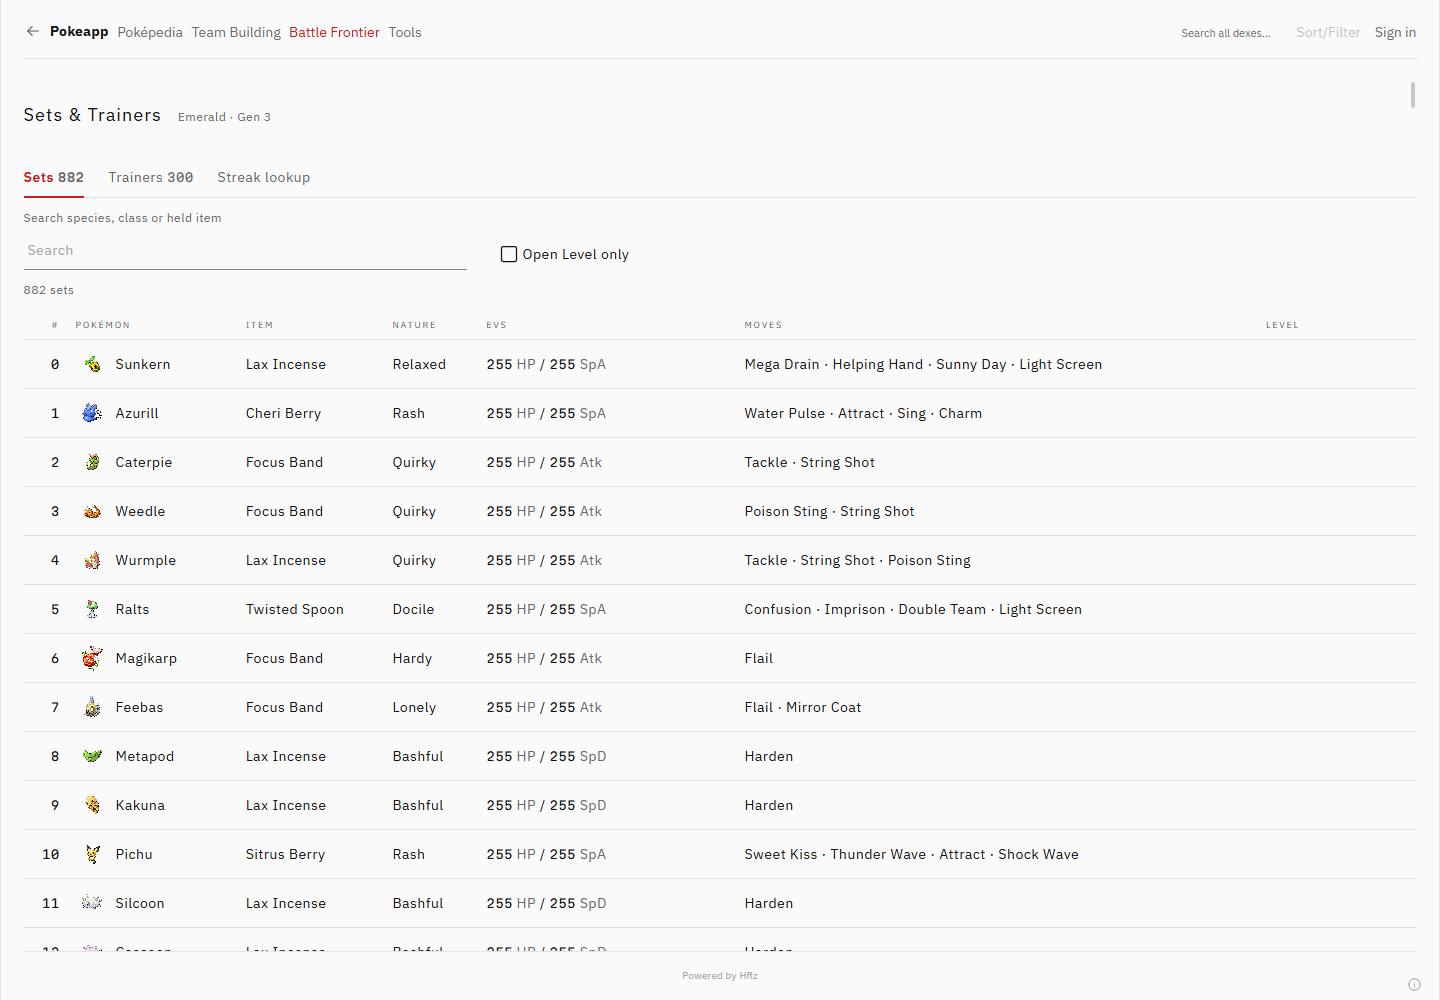 ← Pokeapp Poképedia Team Building Battle Frontier Tools Search all dexes... Sort/Filter Sign in
Sets & Trainers Emerald · Gen 3
Sets 882 Trainers 300 Streak lookup
Search species, class or held item
Search Open Level only
882 sets
# POKÉMON ITEM NATURE EVS MOVES LEVEL
0 Sunkern Lax Incense Relaxed 255 HP / 255 SpA Mega Drain · Helping Hand · Sunny Day · Light Screen
1 Azurill Cheri Berry Rash 255 HP / 255 SpA Water Pulse · Attract · Sing · Charm
2 Caterpie Focus Band Quirky 255 HP / 255 Atk Tackle · String Shot
3 Weedle Focus Band Quirky 255 HP / 255 Atk Poison Sting · String Shot
4 Wurmple Lax Incense Quirky 255 HP / 255 Atk Tackle · String Shot · Poison Sting
5 Ralts Twisted Spoon Docile 255 HP / 255 SpA Confusion · Imprison · Double Team · Light Screen
6 Magikarp Focus Band Hardy 255 HP / 255 Atk Flail
7 Feebas Focus Band Lonely 255 HP / 255 Atk Flail · Mirror Coat
8 Metapod Lax Incense Bashful 255 HP / 255 SpD Harden
9 Kakuna Lax Incense Bashful 255 HP / 255 SpD Harden
10 Pichu Sitrus Berry Rash 255 HP / 255 SpA Sweet Kiss · Thunder Wave · Attract · Shock Wave
11 Silcoon Lax Incense Bashful 255 HP / 255 SpD Harden
Powered by HRz